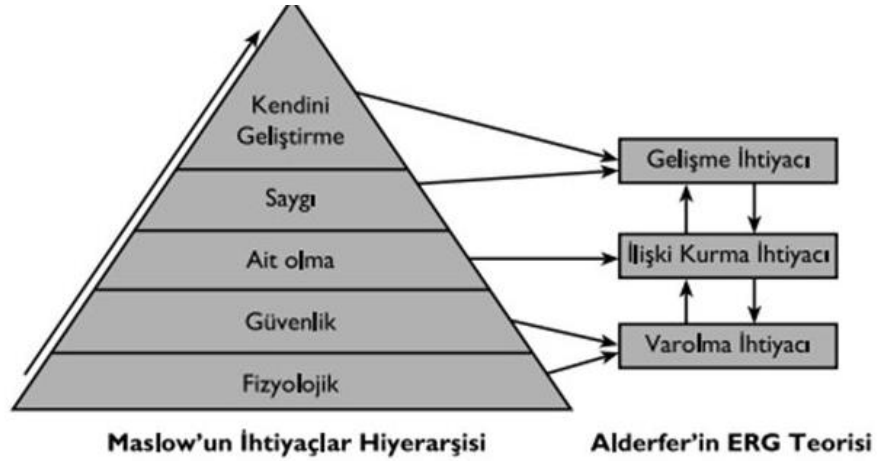 Kendini
Geliştirme
Saygı
Ait olma
Güvenlik
Fizyolojik
Gelişme İhtiyacı
İlişki Kurma İhtiyacı
Varolma İhtiyacı
Maslow'un İhtiyaçlar Hiyerarşisi
Alderfer'in ERG Teorisi